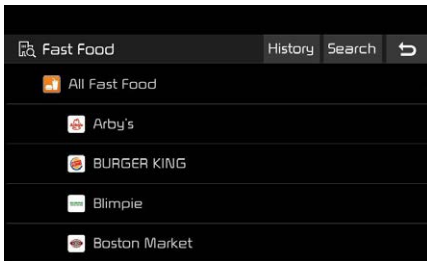 Fast Food History Search
All Fast Food
Arby's
BURGER KING
Blimpie
Boston Market